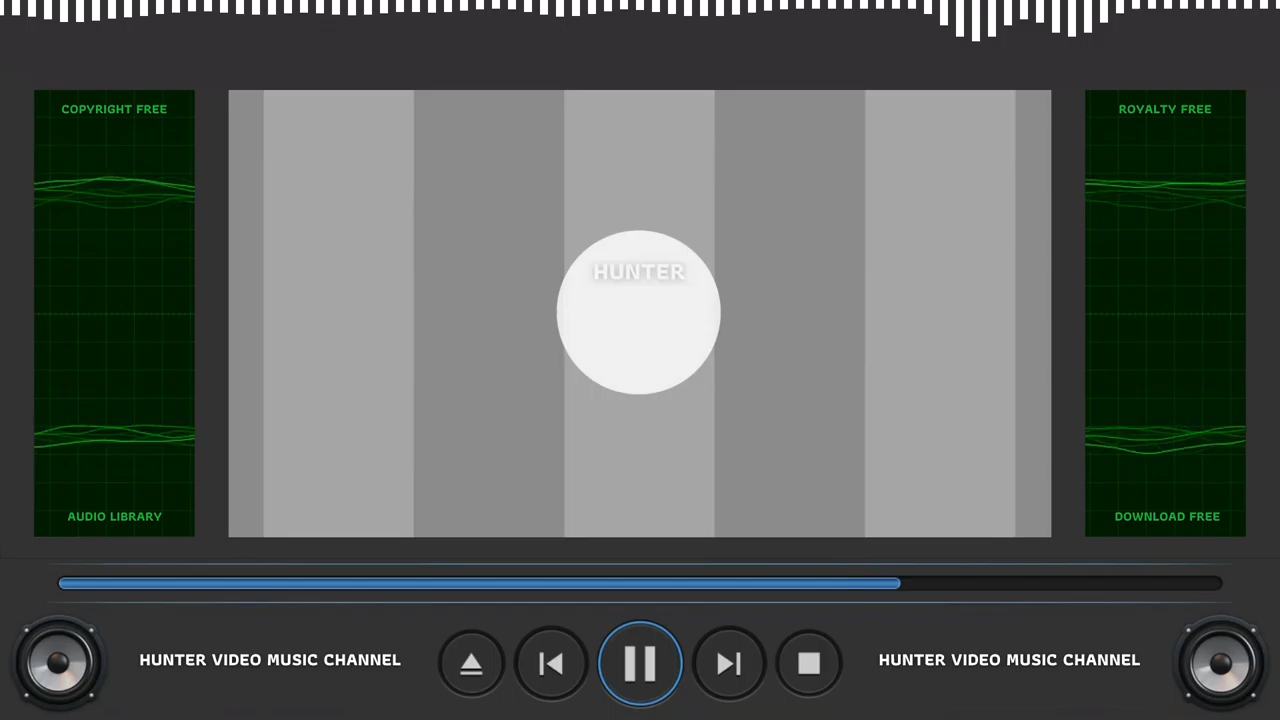 COPYRIGHT FREE
ROYALTY FREE
HUNTER
AUDIO LIBRARY
DOWNLOAD FREE
HUNTER VIDEO MUSIC CHANNEL
HUNTER VIDEO MUSIC CHANNEL